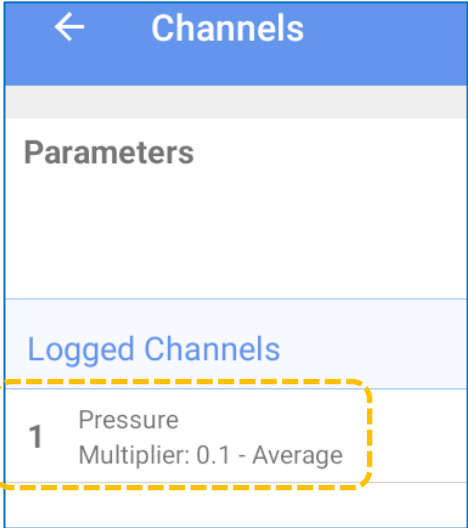 Channels
Parameters
Logged Channels
1
Pressure
Multiplier: 0.1 - Average